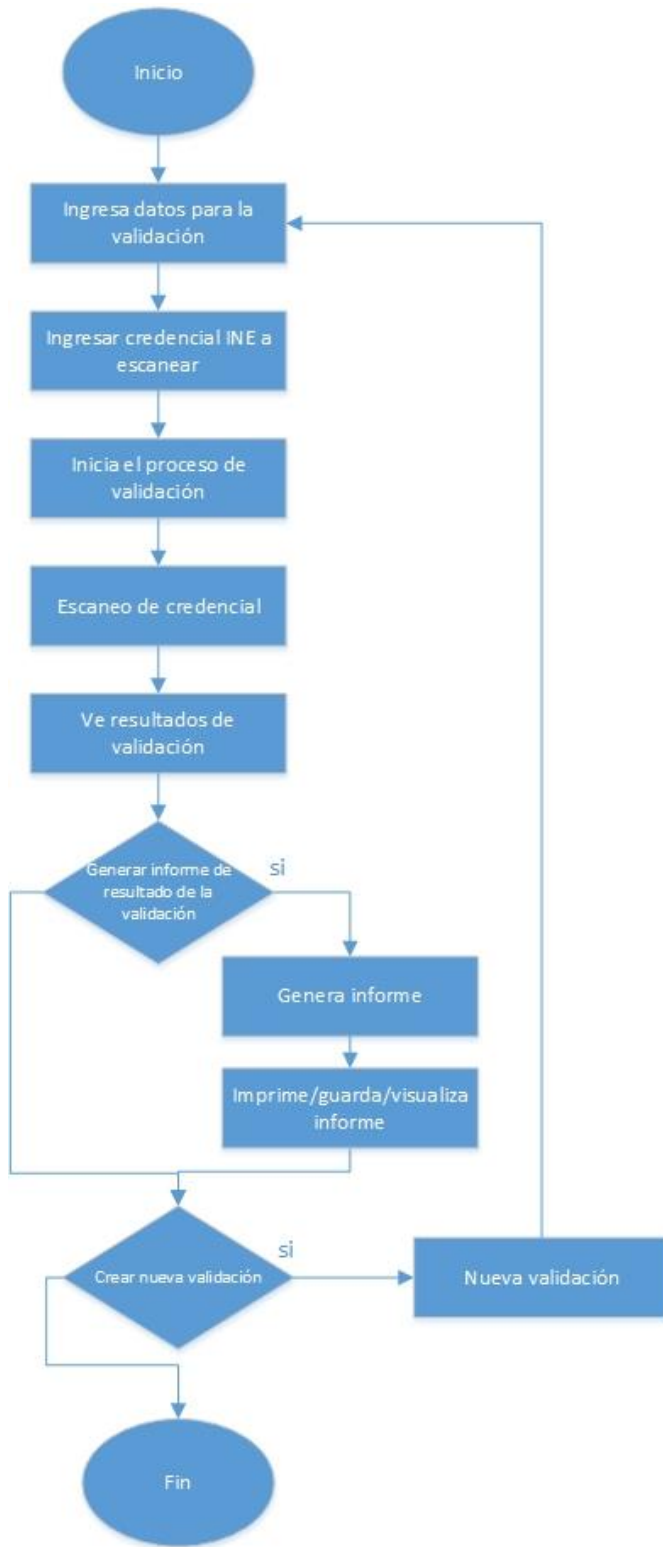 Inicio
Ingresa datos para la
validación
Ingresar credencial INE a
escanear
Inicia el proceso de
validación
Escaneo de credencial
Ve resultados de
validación
Generar informe de
resultado de la
validación
si
Genera informe
Imprime/guarda/visualiza
informe
Crear nueva validación
si
Nueva validación
Fin